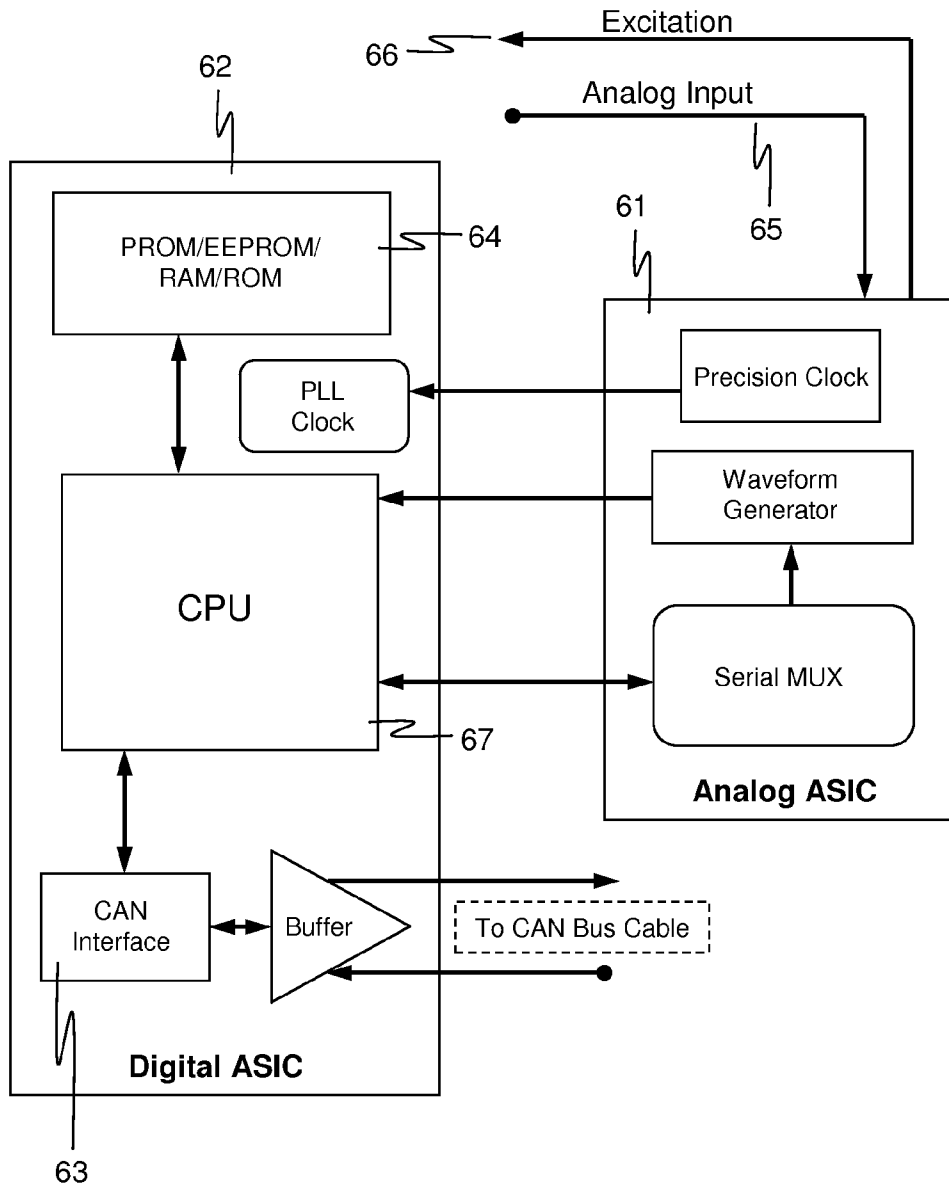 Excitation
66
62
Analog Input
61
65
64
PROM/EEPROM/
RAM/ROM
PLL
Clock
Precision Clock
Waveform
Generator
CPU
Serial MUX
67
Analog ASIC
CAN
Interface
Buffer
To CAN Bus Cable
Digital ASIC
63